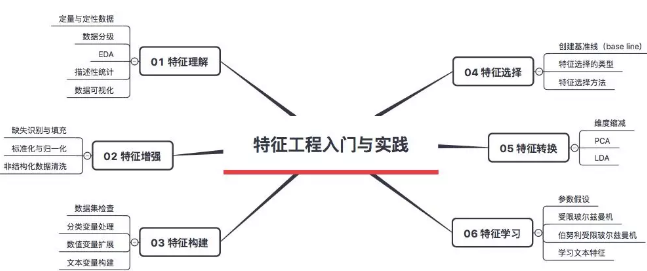 特征工程入门与实践
01 特征理解
定量与定性数据
数据分级
EDA
描述性统计
数据可视化
02 特征增强
缺失识别与填充
标准化与归一化
非结构化数据清洗
03 特征构建
数据集检查
分类变量处理
数值变量扩展
文本变量构建
04 特征选择
创建基准线（base line）
特征选择的类型
特征选择方法
05 特征转换
维度缩减
PCA
LDA
06 特征学习
参数假设
受限玻尔兹曼机
伯努利受限玻尔兹曼机
学习文本特征